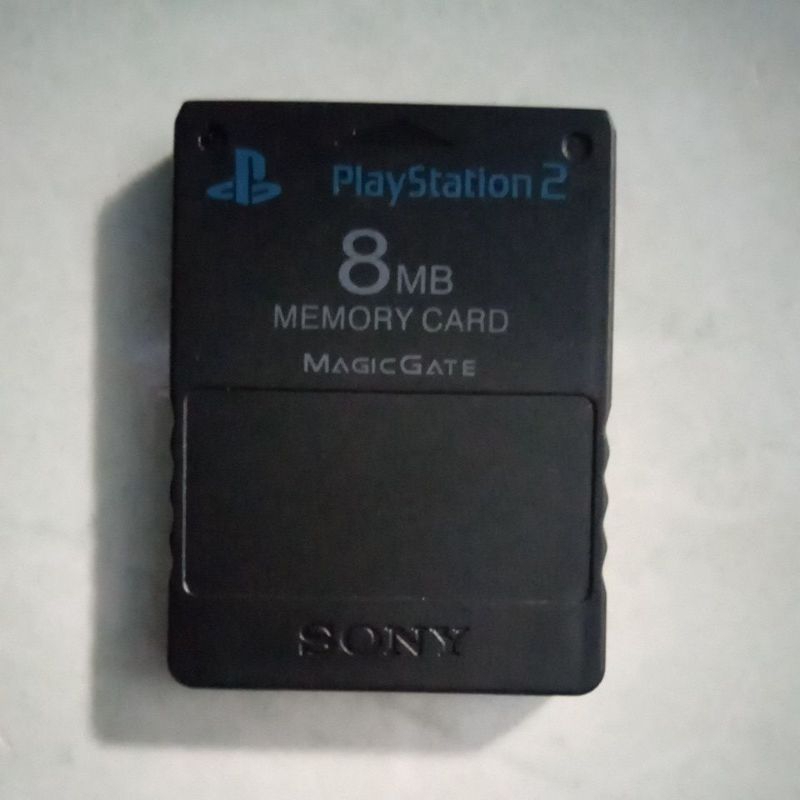 PlayStation 2
8MB
MEMORY CARD
MAGICGATE
SONY